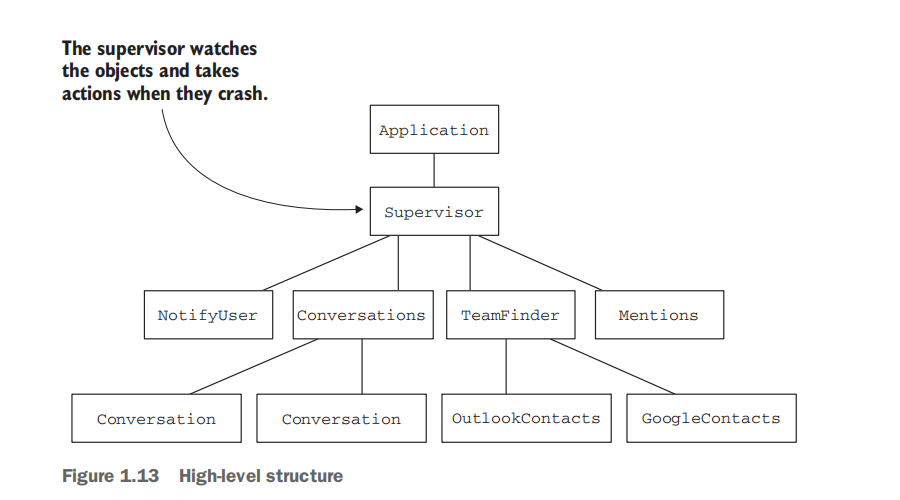 The supervisor watches
the objects and takes
actions when they crash.
Application
Supervisor
NotifyUser
Conversations
TeamFinder
Mentions
Conversation
Conversation
OutlookContacts
GoogleContacts
Figure 1.13 High-level structure